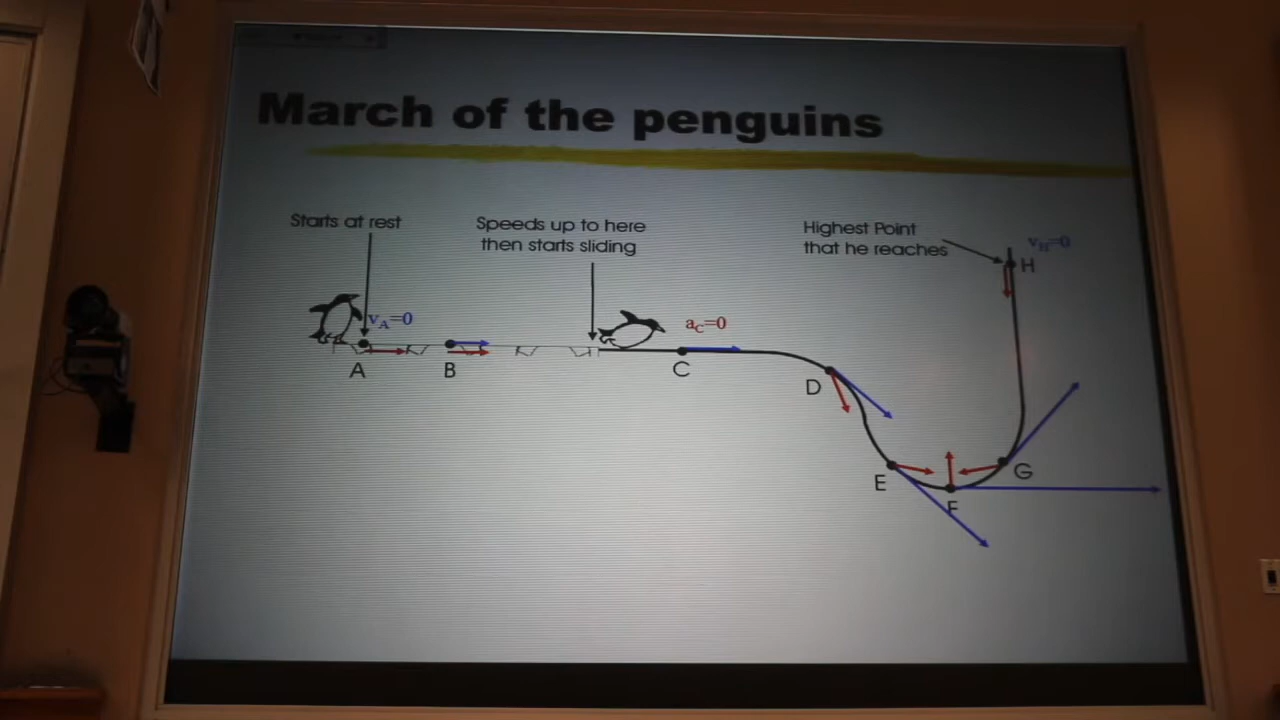 March of the penguins
Starts at rest
Speeds up to here
then starts sliding
Highest Point
that he reaches
vH=0
H
vA=0
aC=0
A
B
C
D
E
F
G